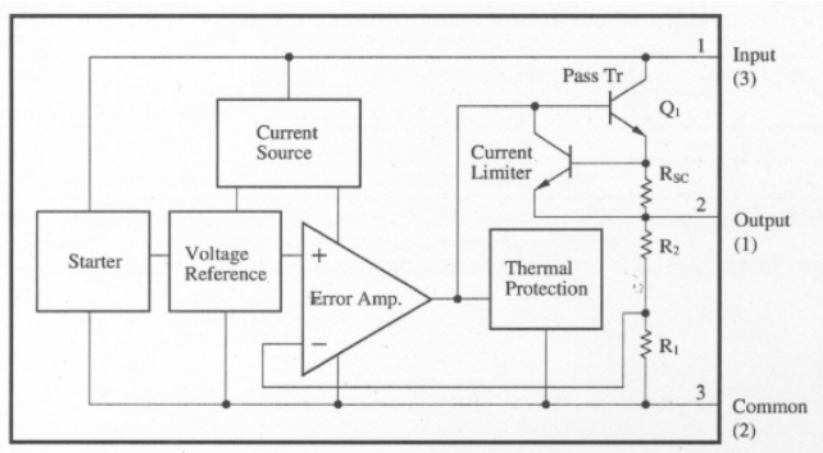 1
Input
(3)
Pass Tr
Q1
Current
Source
Current
Limiter
RSC
2
Output
(1)
Starter
Voltage
Reference
+
Error Amp.
−
Thermal
Protection
R2
R1
3
Common
(2)